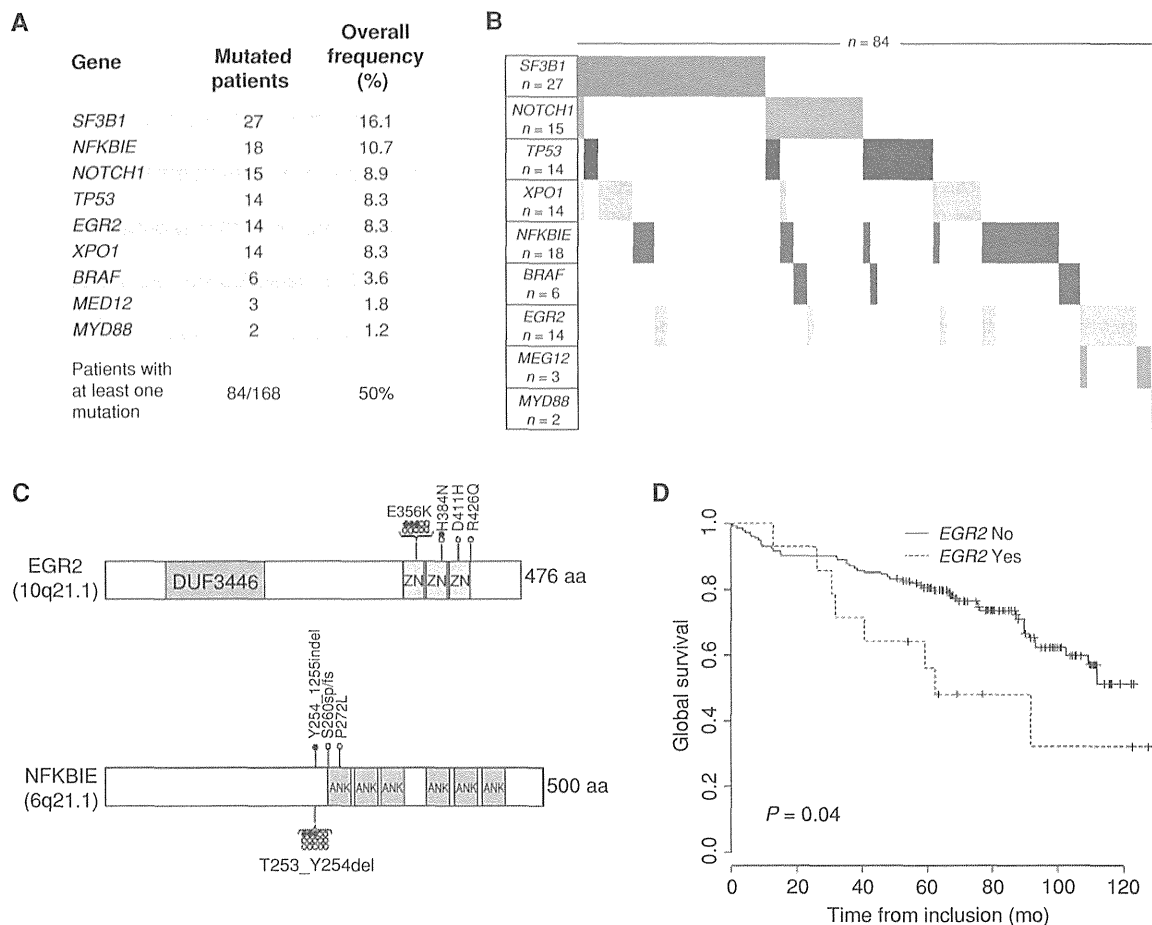 A
Gene Mutated patients Overall frequency (%)
SF3B1 27 16.1
NFKBIE 18 10.7
NOTCH1 15 8.9
TP53 14 8.3
EGR2 14 8.3
XPO1 14 8.3
BRAF 6 3.6
MED12 3 1.8
MYD88 2 1.2
Patients with at least one mutation 84/168 50%
B
n = 84
SF3B1
n = 27
NOTCH1
n = 15
TP53
n = 14
XPO1
n = 14
NFKBIE
n = 18
BRAF
n = 6
EGR2
n = 14
MEG12
n = 3
MYD88
n = 2
C
E356K
H384N
D411H
R426Q
EGR2
(10q21.1)
DUF3446
ZN ZN ZN
476 aa
Y254_1255indel
S260sp/fs
P272L
NFKBIE
(6q21.1)
ANK ANK ANK ANK ANK ANK
500 aa
T253_Y254del
D
EGR2 No
EGR2 Yes
Global survival
1.0
0.8
0.6
0.4
0.2
0.0
P = 0.04
0 20 40 60 80 100 120
Time from inclusion (mo)